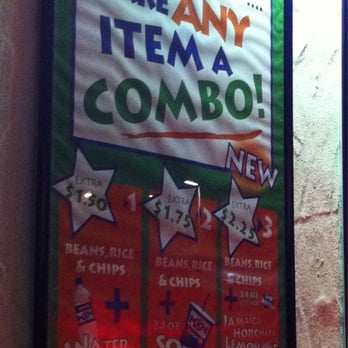 ANY
ITEM A
COMBO!
NEW
EXTRA
$1.50
1
EXTRA
$1.75
2
EXTRA
$2.25
3
BEANS, RICE
& CHIPS
+
WATER
BEANS, RICE
& CHIPS
+
BEANS, RICE
& CHIPS
+
JAMAICA
HORCHATA